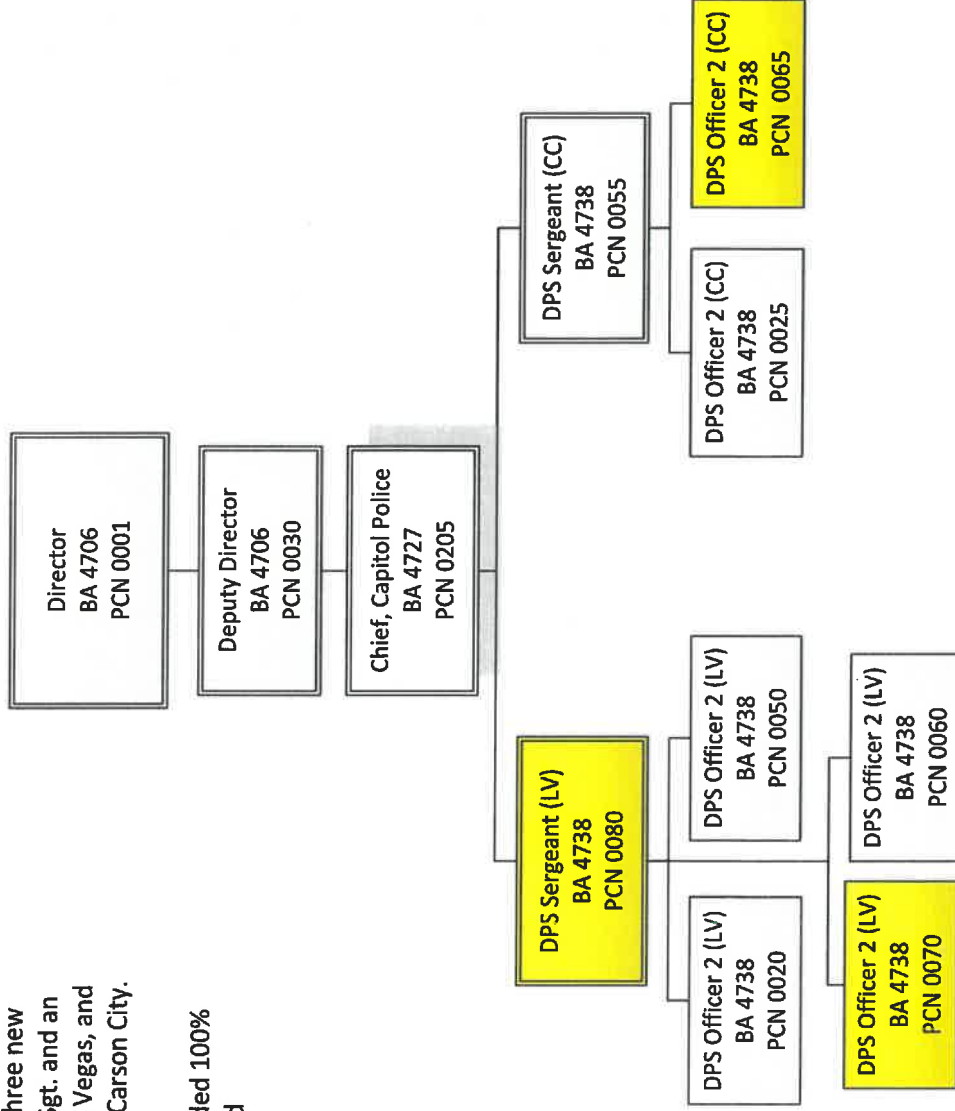 hree new
Sgt. and an
Vegas, and
Carson City.
ded 100%
d
Director
BA 4706
PCN 0001
Deputy Director
BA 4706
PCN 0030
Chief, Capitol Police
BA 4727
PCN 0205
DPS Sergeant (LV)
BA 4738
PCN 0080
DPS Sergeant (CC)
BA 4738
PCN 0055
DPS Officer 2 (LV)
BA 4738
PCN 0020
DPS Officer 2 (LV)
BA 4738
PCN 0050
DPS Officer 2 (CC)
BA 4738
PCN 0025
DPS Officer 2 (CC)
BA 4738
PCN 0065
DPS Officer 2 (LV)
BA 4738
PCN 0070
DPS Officer 2 (LV)
BA 4738
PCN 0060